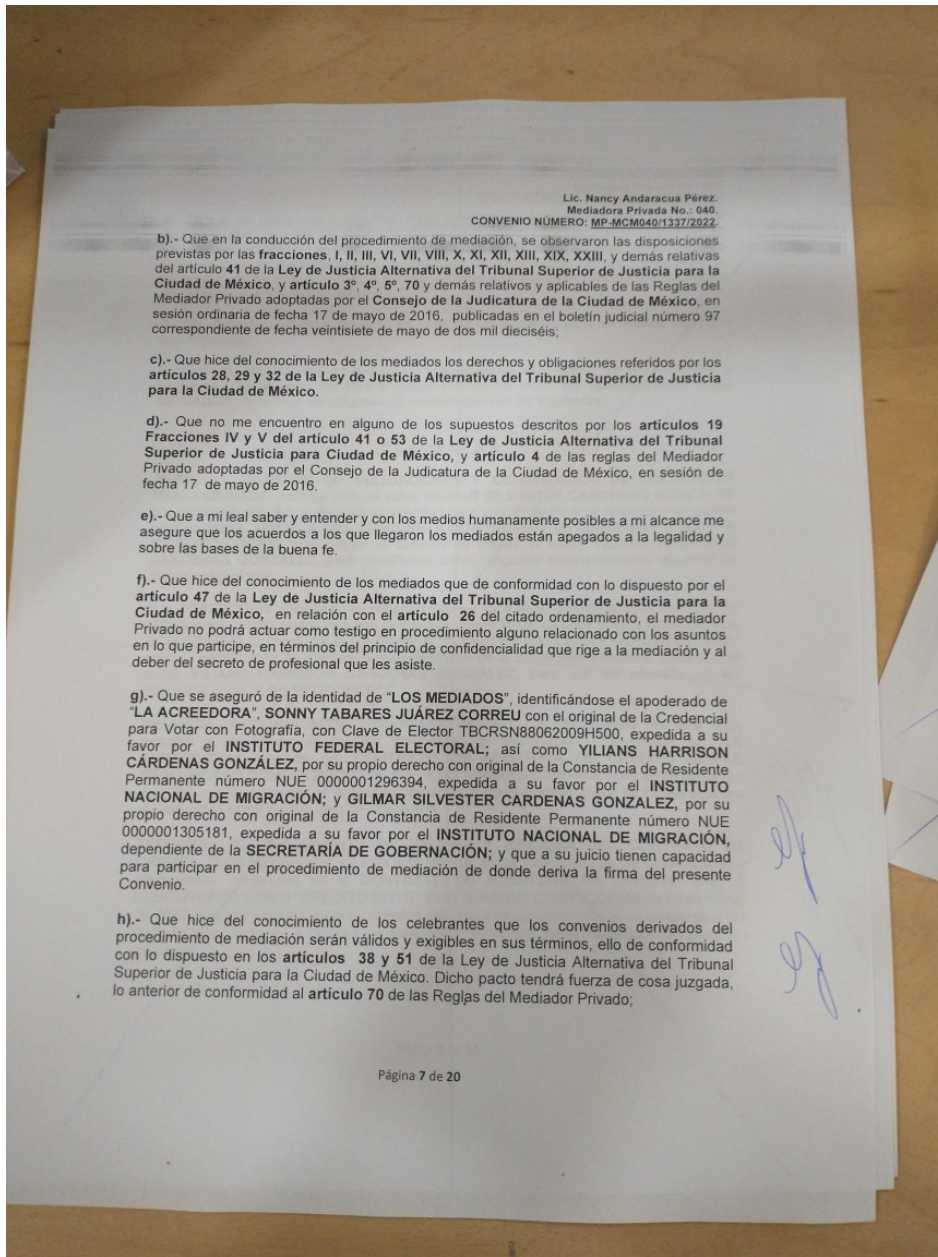 Lic. Nancy Andaracua Pérez.
Mediadora Privada No.: 040.
CONVENIO NÚMERO: MP-MCM040/1337/2022.
b).- Que en la conducción del procedimiento de mediación, se observaron las disposiciones
previstas por las fracciones, I, II, III, VI, VII, VIII, X, XI, XII, XIII, XIX, XXIII, y demás relativas
del artículo 41 de la Ley de Justicia Alternativa del Tribunal Superior de Justicia para la
Ciudad de México, y artículo 3º, 4º, 5º, 70 y demás relativos y aplicables de las Reglas del
Mediador Privado adoptadas por el Consejo de la Judicatura de la Ciudad de México, en
sesión ordinaria de fecha 17 de mayo de 2016, publicadas en el boletín judicial número 97
correspondiente de fecha veintisiete de mayo de dos mil dieciséis;
c).- Que hice del conocimiento de los mediados los derechos y obligaciones referidos por los
artículos 28, 29 y 32 de la Ley de Justicia Alternativa del Tribunal Superior de Justicia
para la Ciudad de México.
d).- Que no me encuentro en alguno de los supuestos descritos por los artículos 19
Fracciones IV y V del artículo 41 o 53 de la Ley de Justicia Alternativa del Tribunal
Superior de Justicia para Ciudad de México, y artículo 4 de las reglas del Mediador
Privado adoptadas por el Consejo de la Judicatura de la Ciudad de México, en sesión de
fecha 17 de mayo de 2016.
e).- Que a mi leal saber y entender y con los medios humanamente posibles a mi alcance me
asegure que los acuerdos a los que llegaron los mediados están apegados a la legalidad y
sobre las bases de la buena fe.
f).- Que hice del conocimiento de los mediados que de conformidad con lo dispuesto por el
artículo 47 de la Ley de Justicia Alternativa del Tribunal Superior de Justicia para la
Ciudad de México, en relación con el artículo 26 del citado ordenamiento, el mediador
Privado no podrá actuar como testigo en procedimiento alguno relacionado con los asuntos
en lo que participe, en términos del principio de confidencialidad que rige a la mediación y al
deber del secreto de profesional que les asiste.
g).- Que se aseguró de la identidad de “LOS MEDIADOS”, identificándose el apoderado de
“LA ACREEDORA”, SONNY TABARES JUÁREZ CORREU con el original de la Credencial
para Votar con Fotografía, con Clave de Elector TBCRSN88062009H500, expedida a su
favor por el INSTITUTO FEDERAL ELECTORAL; así como YILIANS HARRISON
CÁRDENAS GONZÁLEZ, por su propio derecho con original de la Constancia de Residente
Permanente número NUE 0000001296394, expedida a su favor por el INSTITUTO
NACIONAL DE MIGRACIÓN; y GILMAR SILVESTER CARDENAS GONZALEZ, por su
propio derecho con original de la Constancia de Residente Permanente número NUE
0000001305181, expedida a su favor por el INSTITUTO NACIONAL DE MIGRACIÓN,
dependiente de la SECRETARÍA DE GOBERNACIÓN; y que a su juicio tienen capacidad
para participar en el procedimiento de mediación de donde deriva la firma del presente
Convenio.
h).- Que hice del conocimiento de los celebrantes que los convenios derivados del
procedimiento de mediación serán válidos y exigibles en sus términos, ello de conformidad
con lo dispuesto en los artículos 38 y 51 de la Ley de Justicia Alternativa del Tribunal
Superior de Justicia para la Ciudad de México. Dicho pacto tendrá fuerza de cosa juzgada,
lo anterior de conformidad al artículo 70 de las Reglas del Mediador Privado;
Página 7 de 20